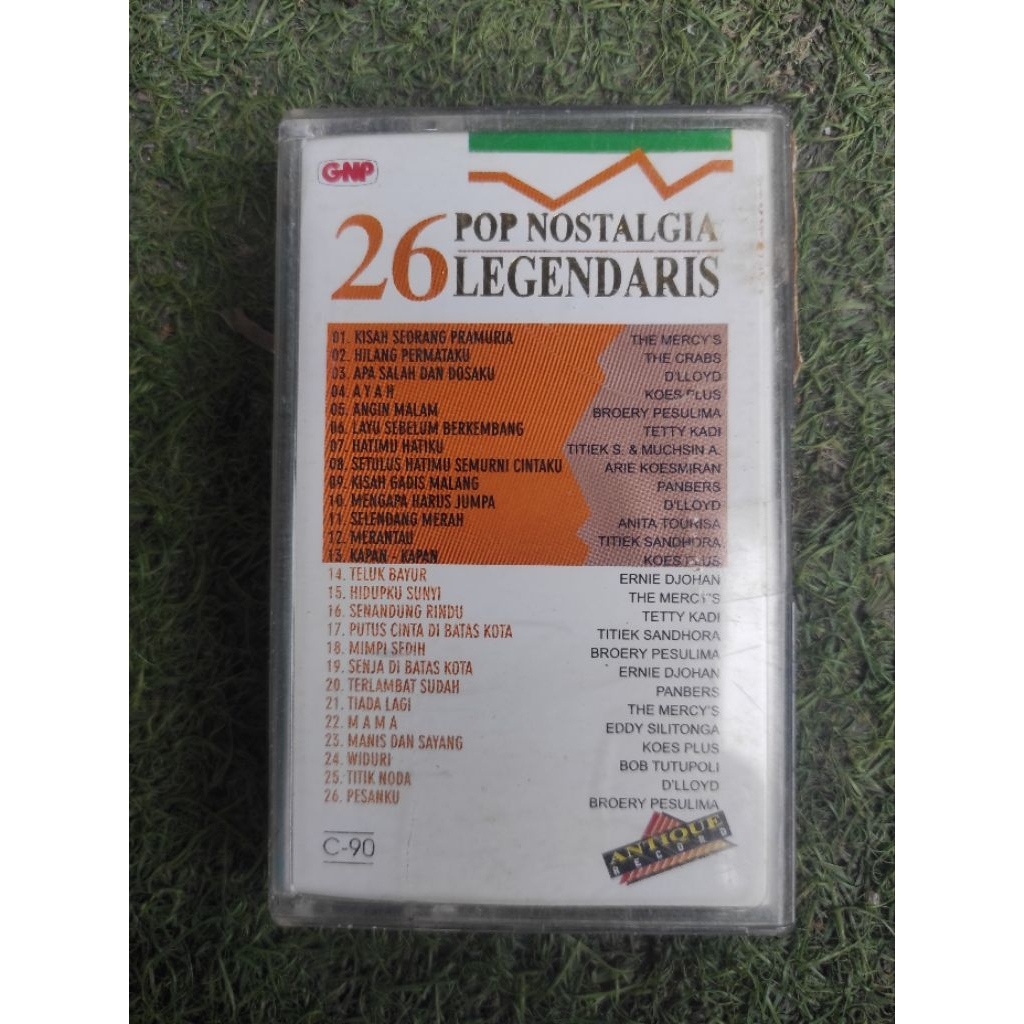 GNP
26 POP NOSTALGIA
LEGENDARIS
01. KISAH SEORANG PRAMURIA THE MERCY'S
02. HILANG PERMATAKU THE CRABS
03. APA SALAH DAN DOSAKU D'LLOYD
04. A Y A H KOES PLUS
05. ANGIN MALAM BROERY PESULIMA
06. LAYU SEBELUM BERKEMBANG TETTY KADI
07. HATIMU HATIKU TITIEK S. & MUCHSIN A.
08. SETULUS HATIMU SEMURNI CINTAKU ARIE KOESMIRAN
09. KISAH GADIS MALANG PANBERS
10. MENGAPA HARUS JUMPA D'LLOYD
11. SELENDANG MERAH ANITA TOURISA
12. MERANTAU TITIEK SANDHORA
13. KAPAN - KAPAN KOES PLUS
14. TELUK BAYUR ERNIE DJOHAN
15. HIDUPKU SUNYI THE MERCY'S
16. SENANDUNG RINDU TETTY KADI
17. PUTUS CINTA DI BATAS KOTA TITIEK SANDHORA
18. MIMPI SEDIH BROERY PESULIMA
19. SENJA DI BATAS KOTA ERNIE DJOHAN
20. TERLAMBAT SUDAH PANBERS
21. TIADA LAGI THE MERCY'S
22. M A M A EDDY SILITONGA
23. MANIS DAN SAYANG KOES PLUS
24. WIDURI BOB TUTUPOLI
25. TITIK NODA D'LLOYD
26. PESANKU BROERY PESULIMA
C-90
ANTIQUE
RECORD